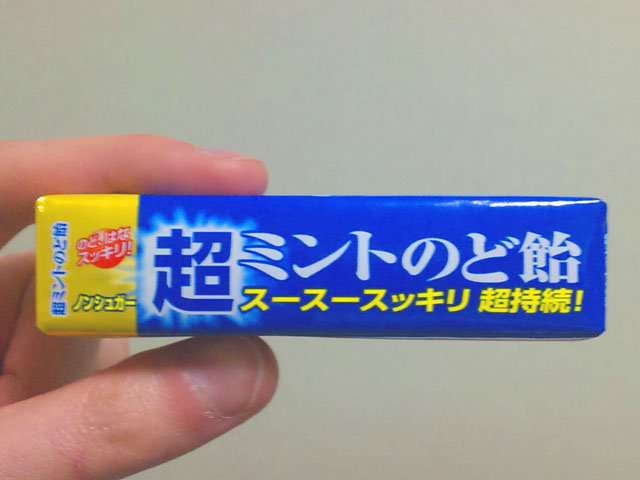 超ミントのど飴
のど、はな
スッキリ!
ノンシュガー
超ミントのど飴
スースースッキリ 超持続!